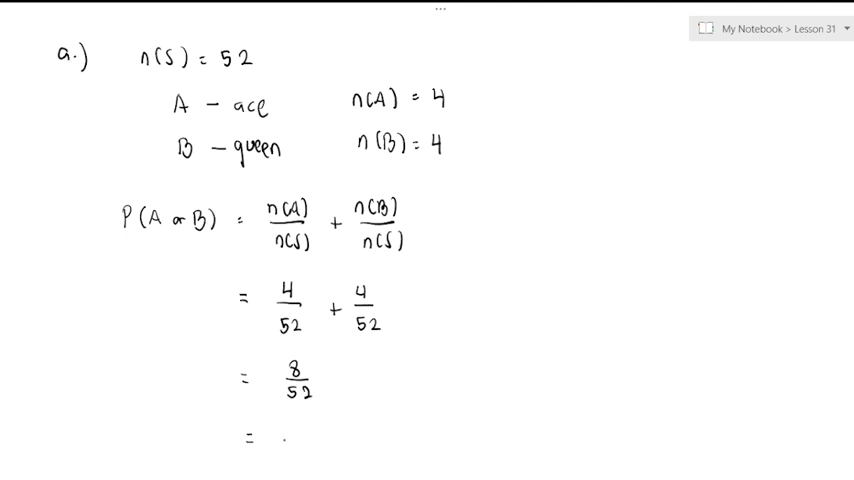 ...
My Notebook > Lesson 31
a.) n(S) = 52
A - ace n(A) = 4
B - queen n(B) = 4
P(A or B) = n(A)/n(S) + n(B)/n(S)
= 4/52 + 4/52
= 8/52
=